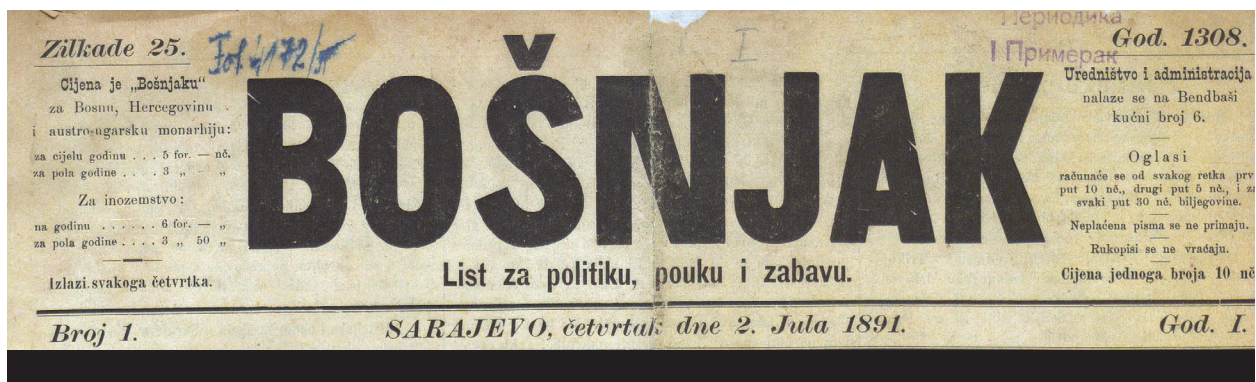 Zilkade 25.
Cijena je „Bošnjaku“
za Bosnu, Hercegovinu
i austro-ugarsku monarhiju:
za cijelu godinu . . . 5 for. — nč.
za pola godine . . . . 3 „ — „
Za inozemstvo:
na godinu . . . . . 6 for. — „
za pola godine . . . . 3 „ 50 „
Izlazi svakoga četvrtka.
I
BOŠNJAK
List za politiku, pouku i zabavu.
Периодика
I Примерак
God. 1308.
Uredništvo i administracija
nalaze se na Bendbaši
kućni broj 6.
Oglasi
računaće se od svakog retka prv
put 10 nč., drugi put 5 nč., i za
svaki put 30 nč. biljegovine.
Neplaćena pisma se ne primaju.
Rukopisi se ne vraćaju.
Cijena jednoga broja 10 nč
Broj 1.
SARAJEVO, četvrtak dne 2. Jula 1891.
God. I.